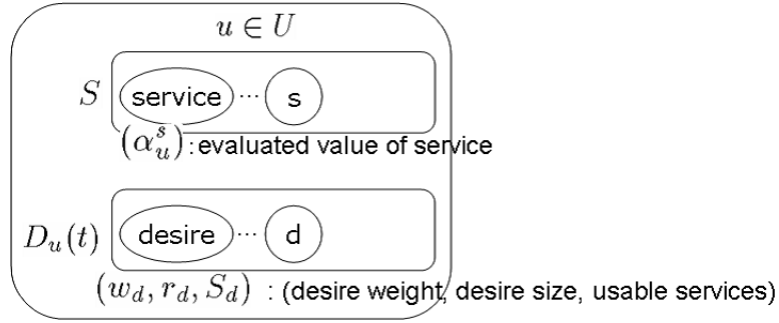 u ∈ U
S service ... s
(α_u^s) : evaluated value of service
D_u(t) desire ... d
(w_d, r_d, S_d) : (desire weight, desire size, usable services)